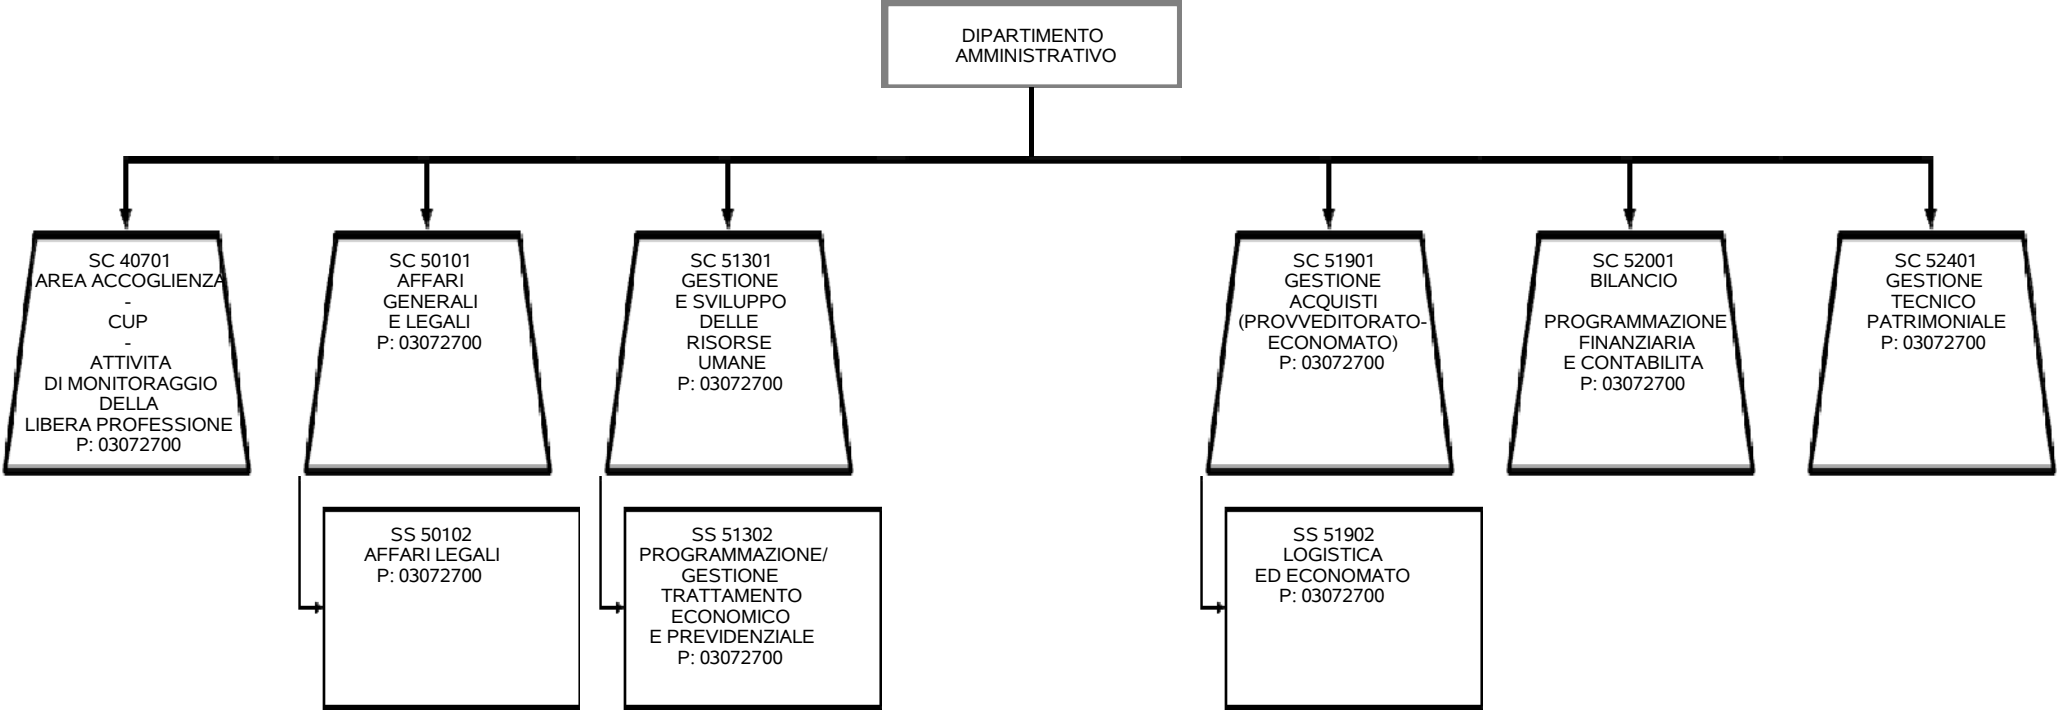 DIPARTIMENTO
AMMINISTRATIVO
SC 40701
AREA ACCOGLIENZA
-
CUP
-
ATTIVITA
DI MONITORAGGIO
DELLA
LIBERA PROFESSIONE
P: 03072700
SC 50101
AFFARI
GENERALI
E LEGALI
P: 03072700
SC 51301
GESTIONE
E SVILUPPO
DELLE
RISORSE
UMANE
P: 03072700
SC 51901
GESTIONE
ACQUISTI
(PROVVEDITORATO-
ECONOMATO)
P: 03072700
SC 52001
BILANCIO
PROGRAMMAZIONE
FINANZIARIA
E CONTABILITA
P: 03072700
SC 52401
GESTIONE
TECNICO
PATRIMONIALE
P: 03072700
SS 50102
AFFARI LEGALI
P: 03072700
SS 51302
PROGRAMMAZIONE/
GESTIONE
TRATTAMENTO
ECONOMICO
E PREVIDENZIALE
P: 03072700
SS 51902
LOGISTICA
ED ECONOMATO
P: 03072700